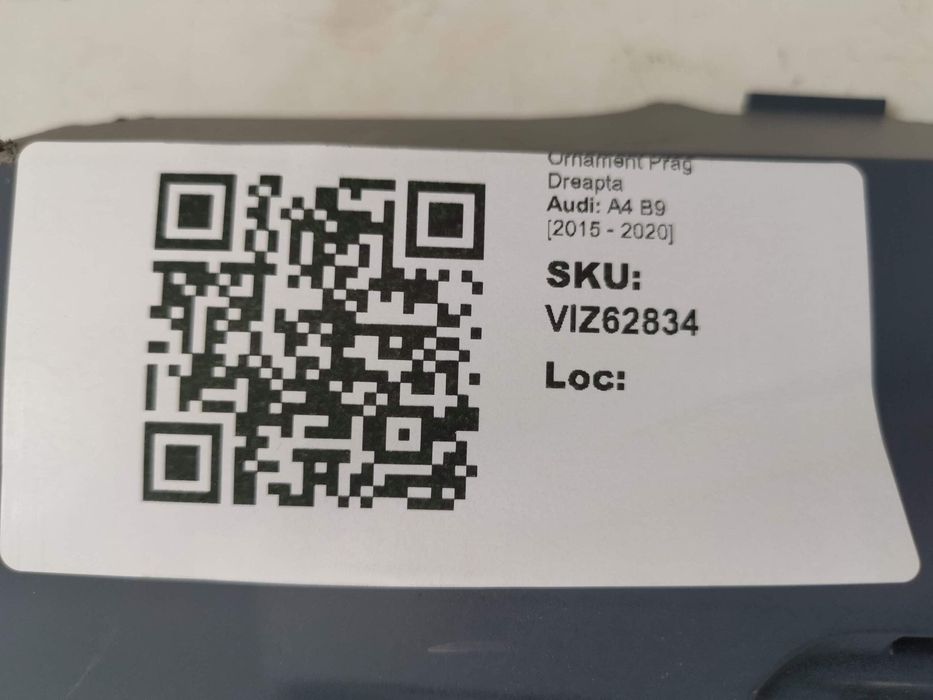 Ornament Prag
Dreapta
Audi: A4 B9
[2015 - 2020]
SKU:
VIZ62834
Loc: